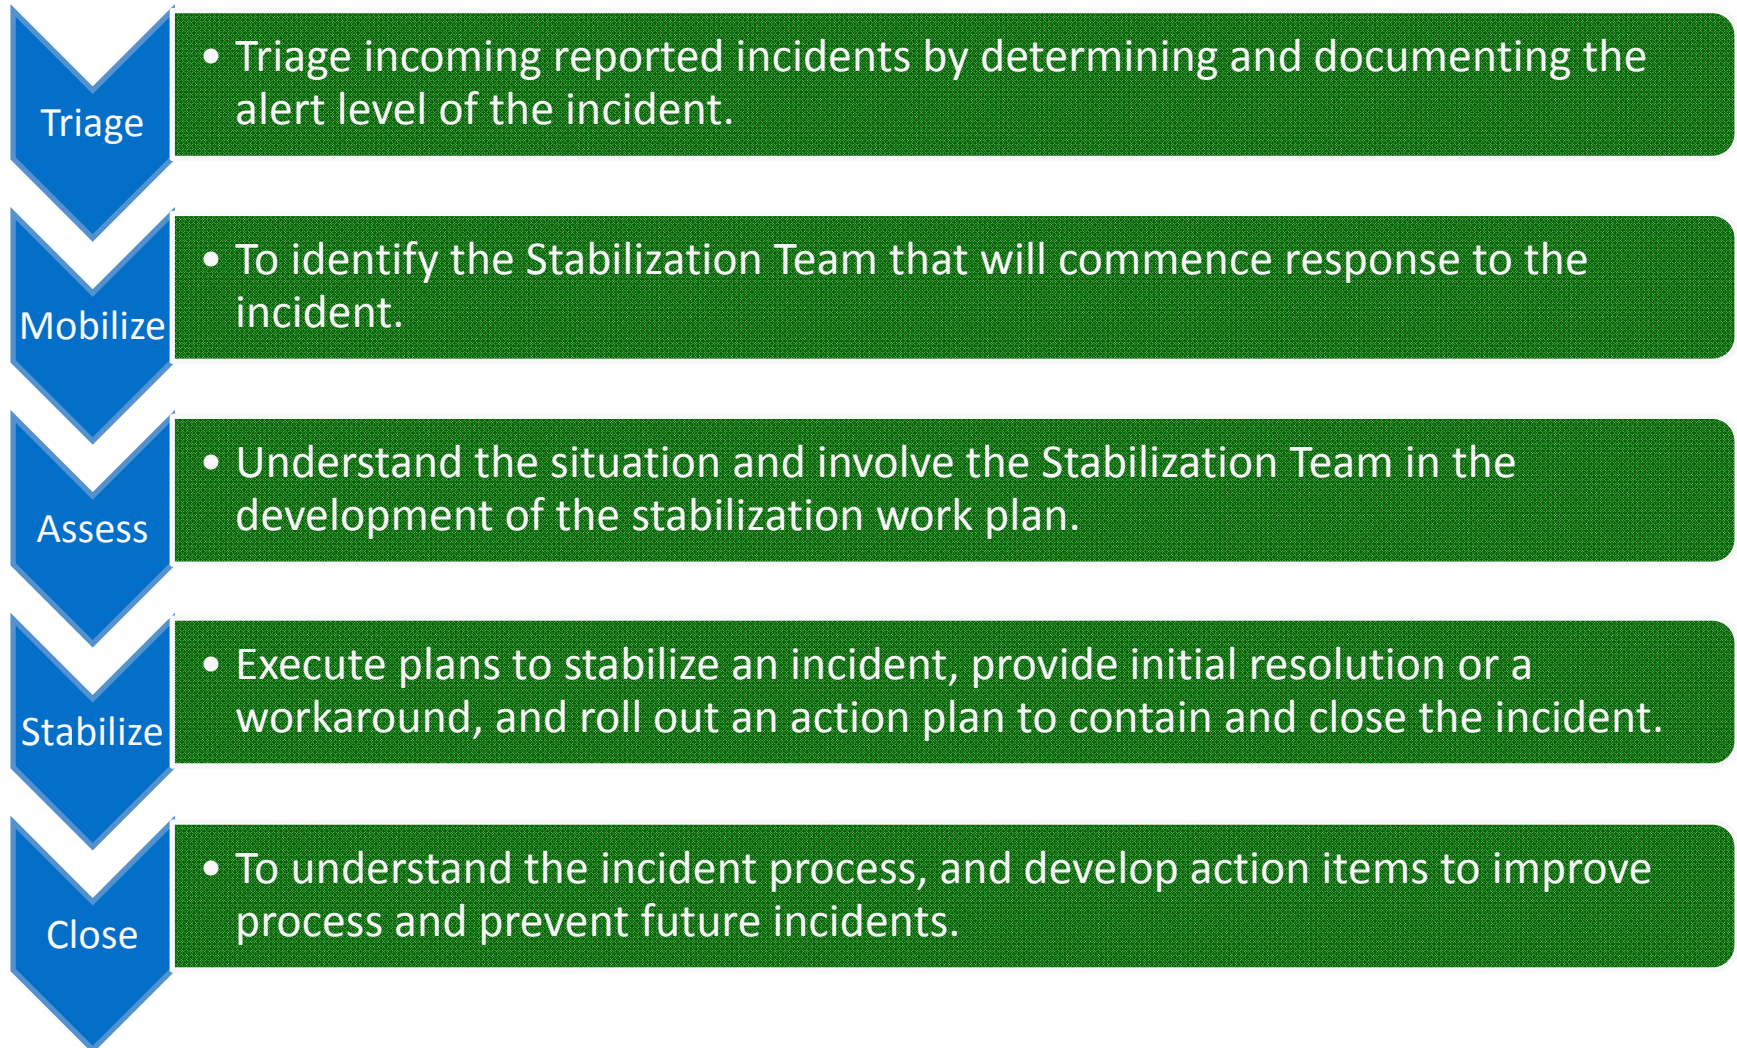 Triage
• Triage incoming reported incidents by determining and documenting the
alert level of the incident.
Mobilize
• To identify the Stabilization Team that will commence response to the
incident.
Assess
• Understand the situation and involve the Stabilization Team in the
development of the stabilization work plan.
Stabilize
• Execute plans to stabilize an incident, provide initial resolution or a
workaround, and roll out an action plan to contain and close the incident.
Close
• To understand the incident process, and develop action items to improve
process and prevent future incidents.